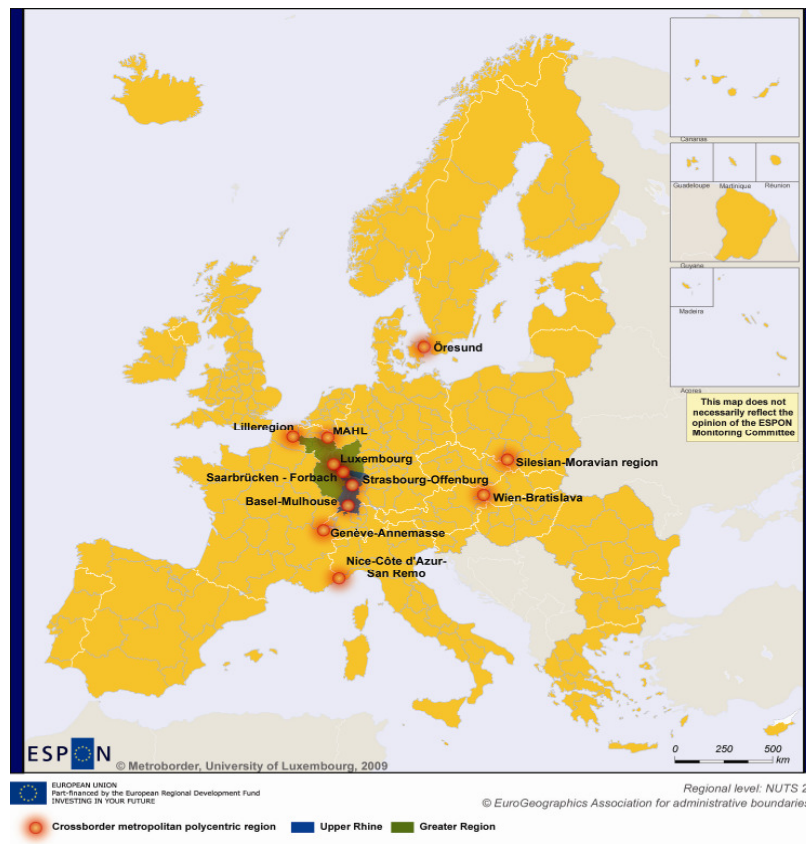 Canarias
Guadeloupe
Martinique
Réunion
Guyane
Madeira
Acores
This map does not
necessarily reflect the
opinion of the ESPON
Monitoring Committee
Öresund
Lilleregion
MAHL
Luxembourg
Silesian-Moravian region
Saarbrücken - Forbach
Strasbourg-Offenburg
Wien-Bratislava
Basel-Mulhouse
Genève-Annemasse
Nice-Côte d'Azur-
San Remo
ESPON
© Metroborder, University of Luxembourg, 2009
0 250 500
km
EUROPEAN UNION
Part-financed by the European Regional Development Fund
INVESTING IN YOUR FUTURE
Regional level: NUTS 2
© EuroGeographics Association for administrative boundaries
Crossborder metropolitan polycentric region
Upper Rhine
Greater Region